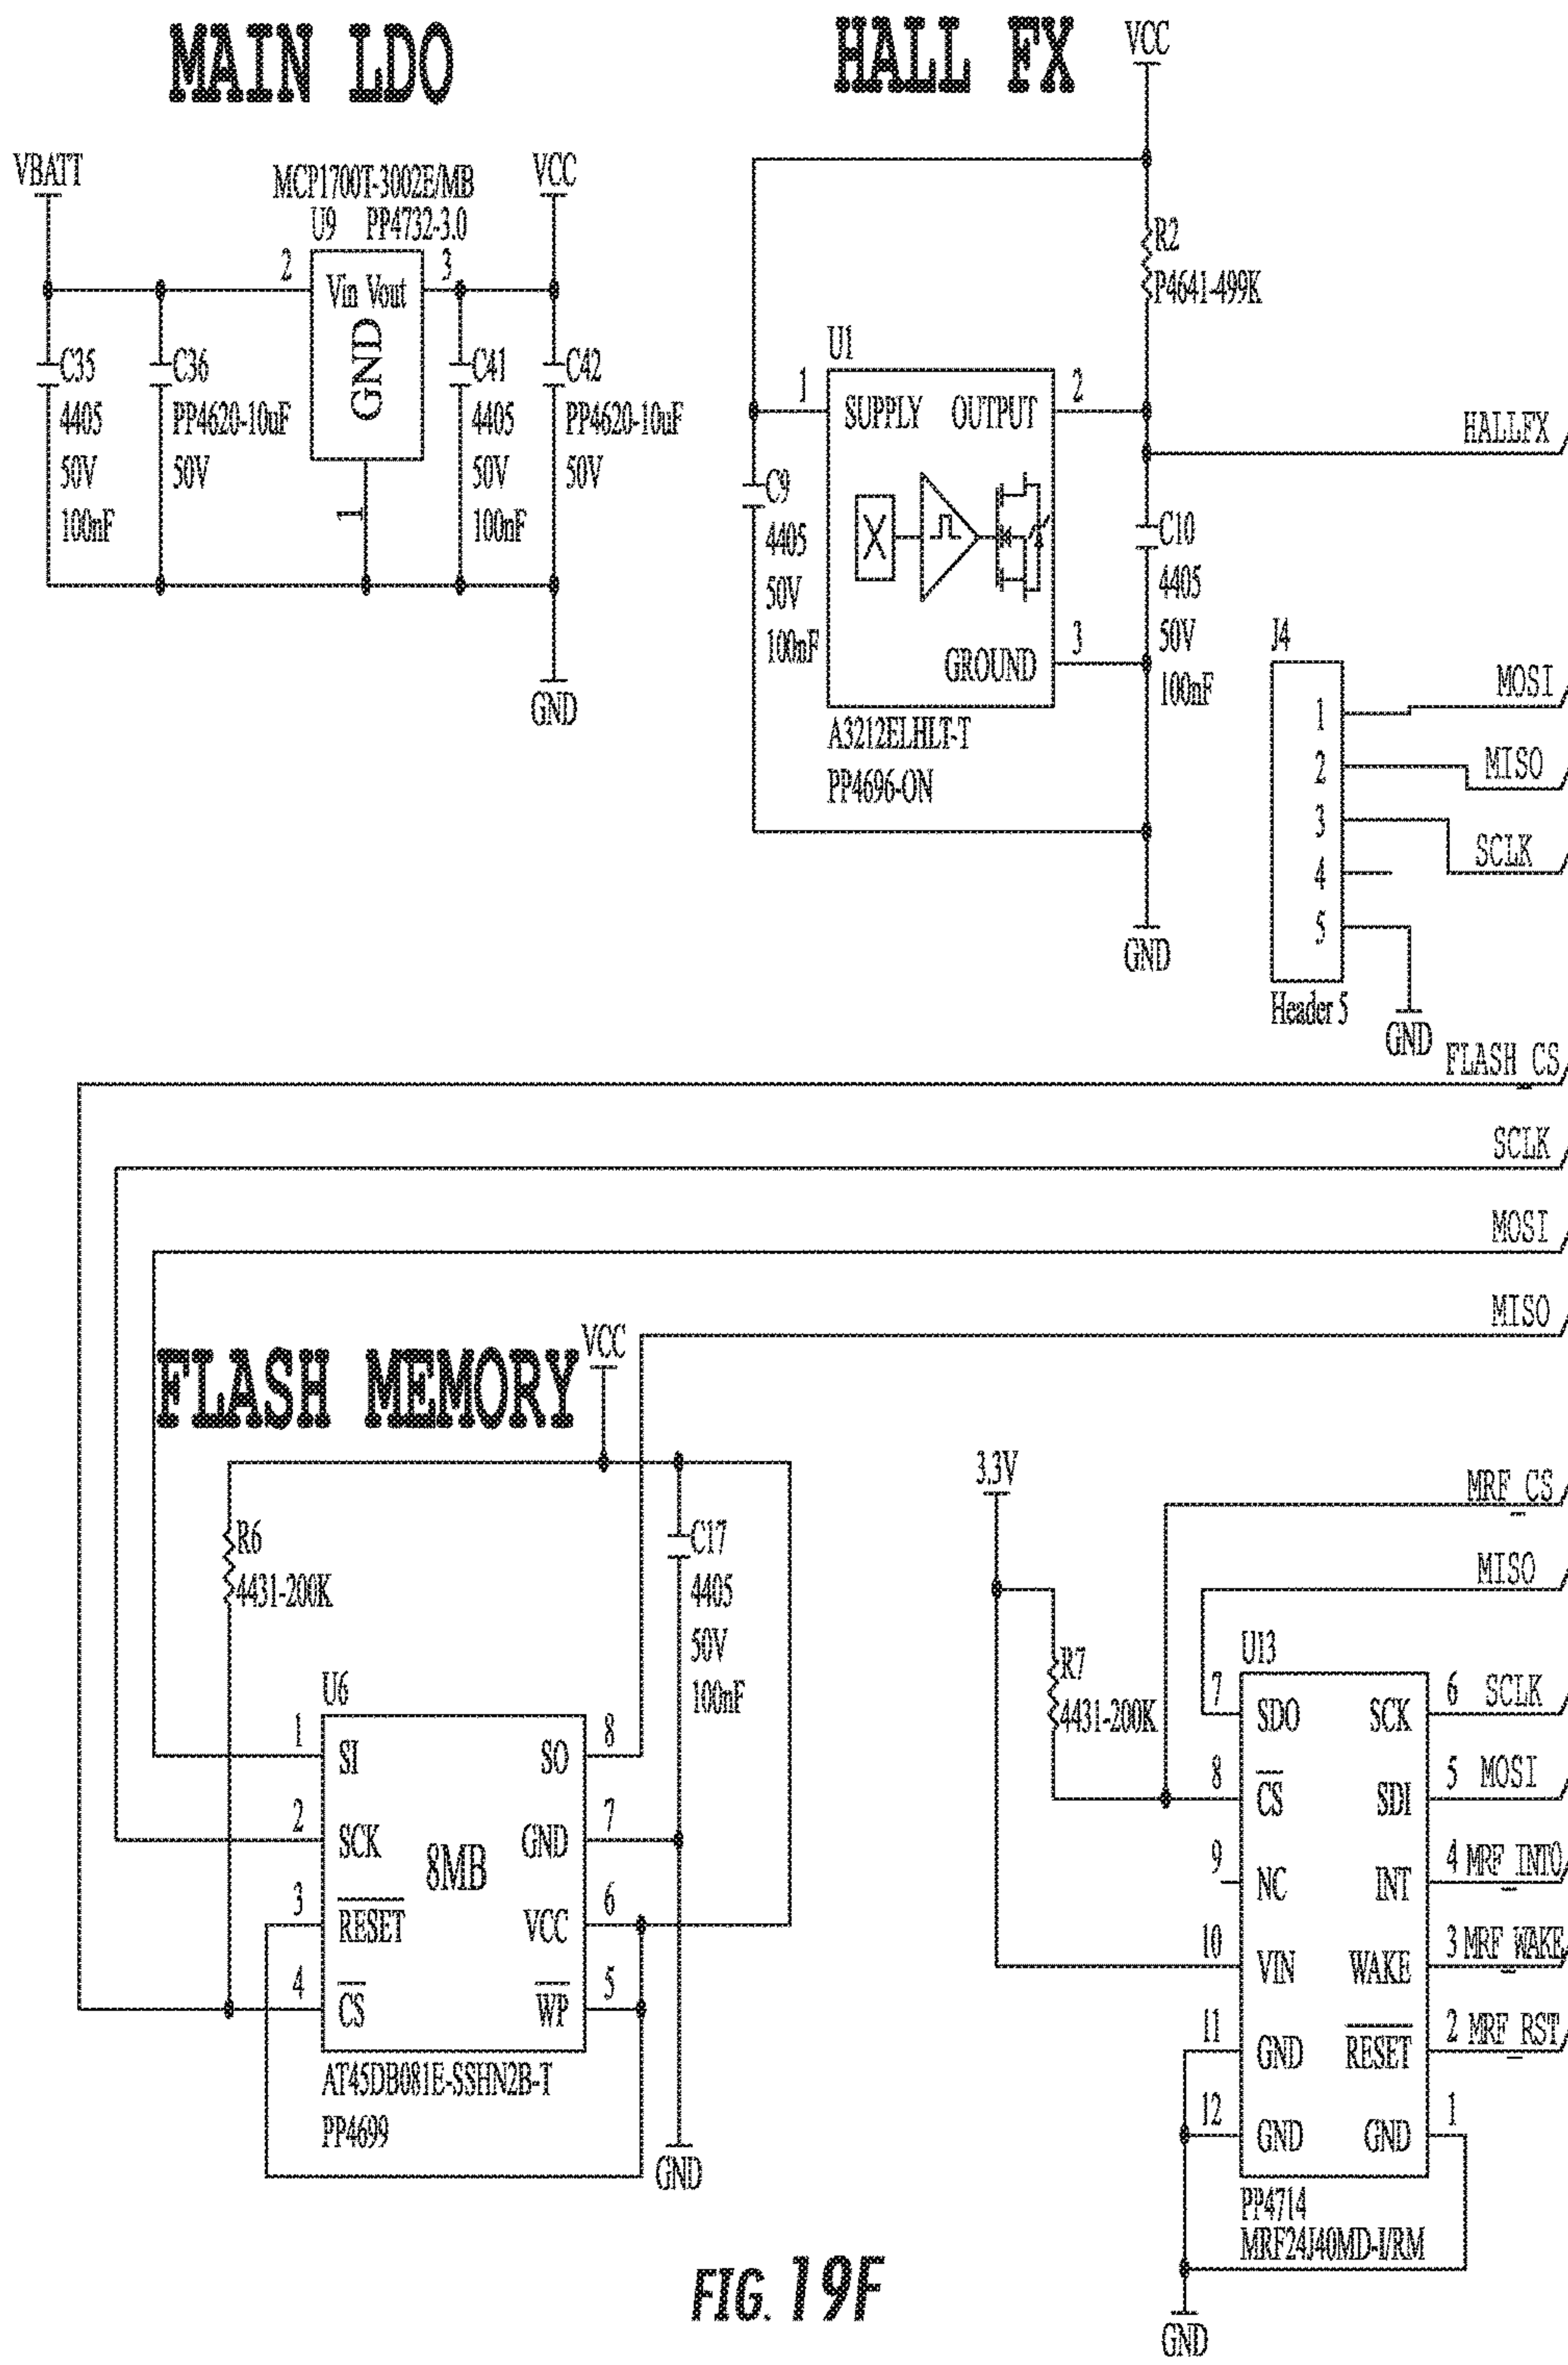 MAIN LDO
VBATT
MCP1700T-3002E/MB
U9 PP4732-3.0
VCC
2
3
Vin Vout
GND
1
C35
4405
50V
100nF
C36
PP4620-10uF
50V
C41
4405
50V
100nF
C42
PP4620-10uF
50V
GND
HALL FX
VCC
R2
P4641-499K
U1
1
SUPPLY
OUTPUT
2
HALLFX
C9
4405
50V
100nF
C10
4405
50V
100nF
GROUND
3
A3212ELHLT-T
PP4696-ON
GND
J4
1
MOSI
2
MISO
3
SCLK
4
5
Header 5
GND
FLASH_CS
SCLK
MOSI
MISO
FLASH MEMORY
VCC
R6
4431-200K
C17
4405
50V
100nF
U6
1
SI
SO
8
2
SCK
GND
7
8MB
3
RESET
VCC
6
4
CS
WP
5
AT45DB081E-SSHN2B-T
PP4699
GND
3.3V
MRF_CS
MISO
R7
4431-200K
U13
7
SDO
SCK
6
SCLK
8
CS
SDI
5
MOSI
9
NC
INT
4
MRF_INTO
10
VIN
WAKE
3
MRF_WAKE
11
GND
RESET
2
MRF_RST
12
GND
GND
1
PP4714
MRF24J40MD-I/RM
GND
FIG. 19F